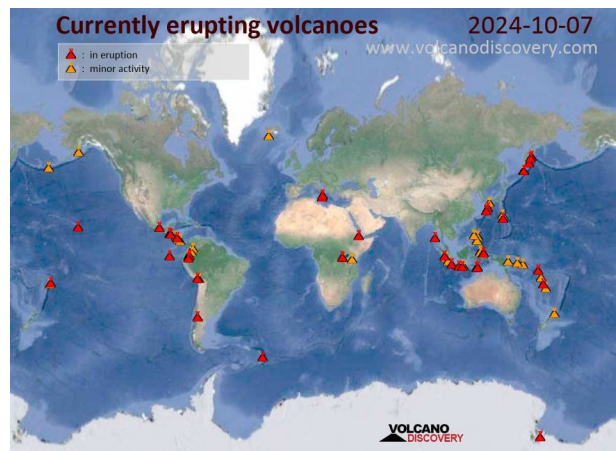 Currently erupting volcanoes 2024-10-07
www.volcanodiscovery.com
: in eruption
: minor activity
VOLCANO
DISCOVERY